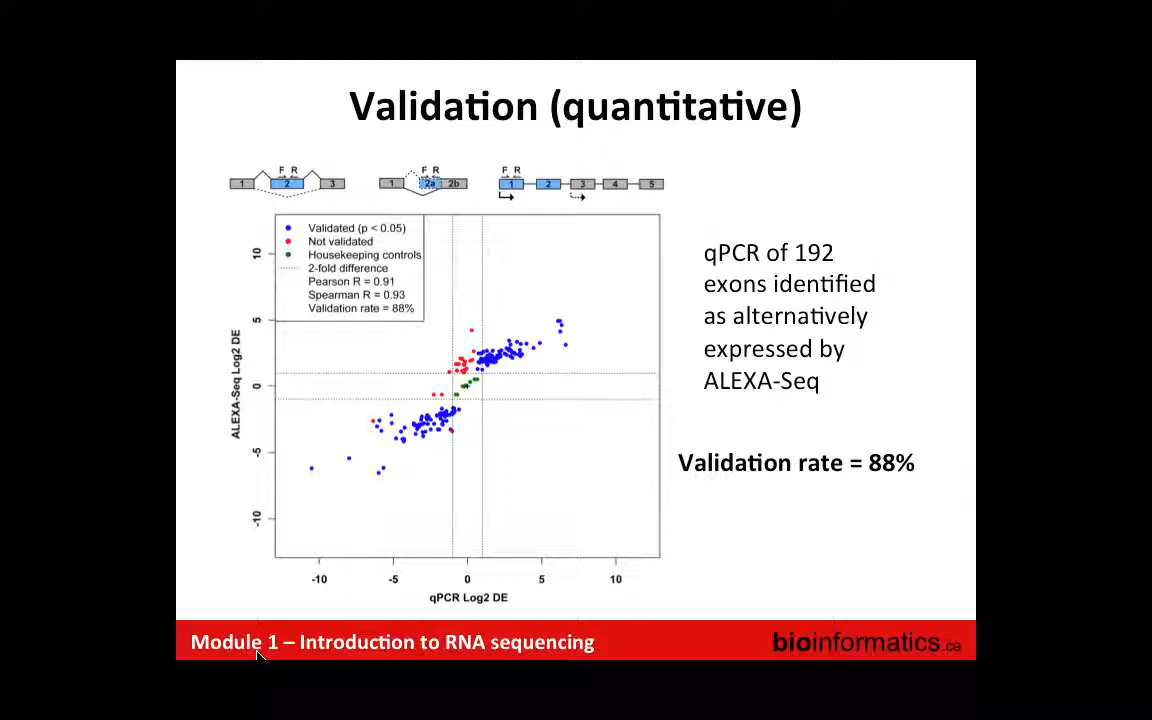 Validation (quantitative)
F R
F R
F R
1 2 3
1 2a 2b
1 2 3 4 5
Validated (p < 0.05)
Not validated
Housekeeping controls
2-fold difference
Pearson R = 0.91
Spearman R = 0.93
Validation rate = 88%
qPCR of 192
exons identified
as alternatively
expressed by
ALEXA-Seq
Validation rate = 88%
ALEXA-Seq Log2 DE
10
5
0
-5
-10
-10 -5 0 5 10
qPCR Log2 DE
Module 1 – Introduction to RNA sequencing
bioinformatics.ca